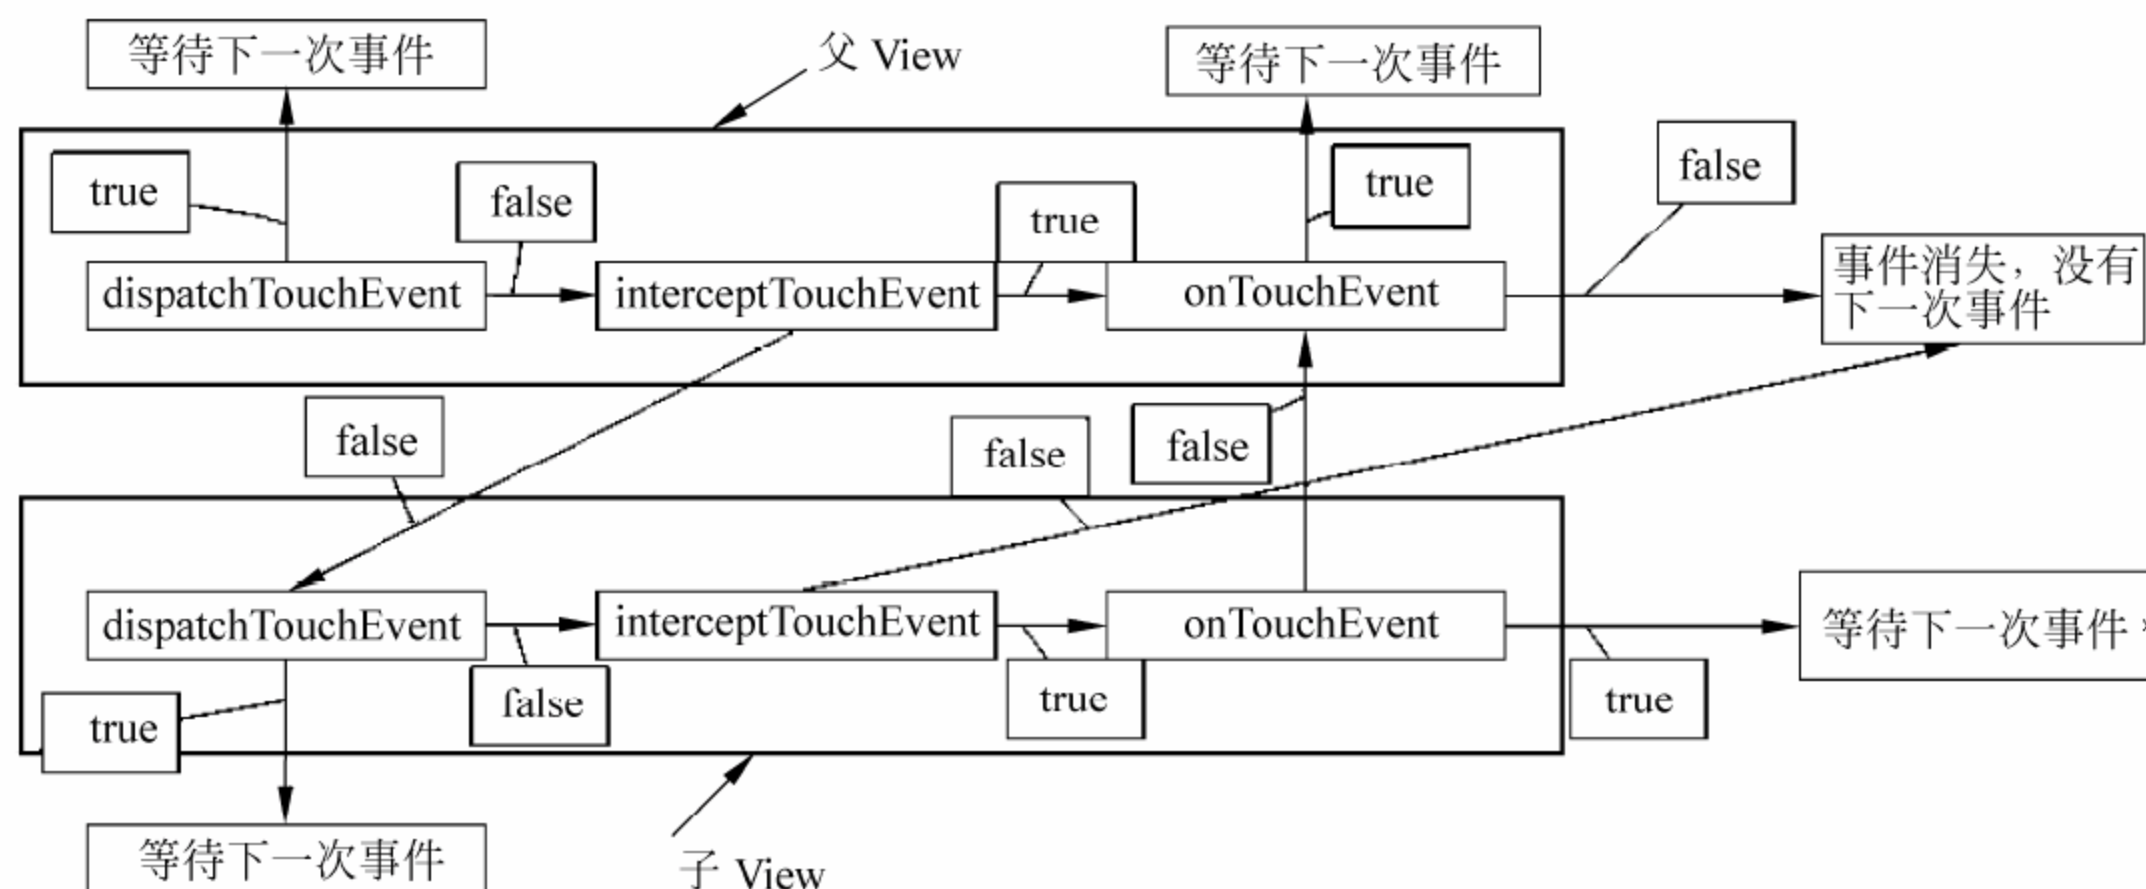 等待下一次事件
父 View
等待下一次事件
true
false
true
true
false
dispatchTouchEvent
interceptTouchEvent
onTouchEvent
事件消失，没有
下一次事件
false
false
false
dispatchTouchEvent
interceptTouchEvent
onTouchEvent
等待下一次事件
true
false
true
true
等待下一次事件
子 View